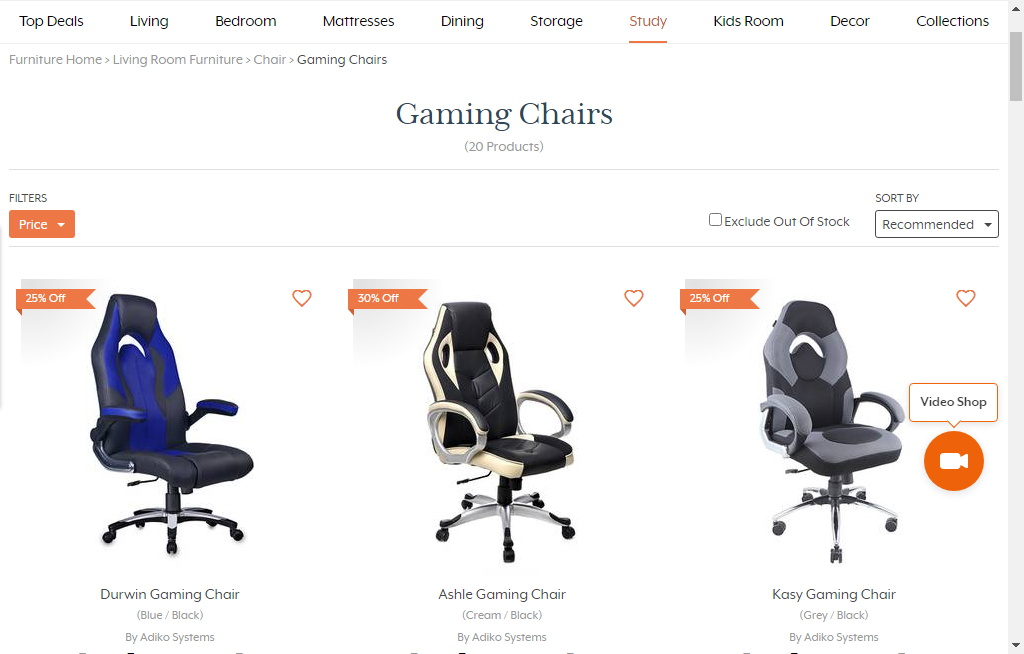 Top Deals Living Bedroom Mattresses Dining Storage Study Kids Room Decor Collections
Furniture Home > Living Room Furniture > Chair > Gaming Chairs
Gaming Chairs
(20 Products)
FILTERS
SORT BY
Price
Exclude Out Of Stock
Recommended
25% Off
30% Off
25% Off
Video Shop
Durwin Gaming Chair
(Blue / Black)
By Adiko Systems
Ashle Gaming Chair
(Cream / Black)
By Adiko Systems
Kasy Gaming Chair
(Grey / Black)
By Adiko Systems